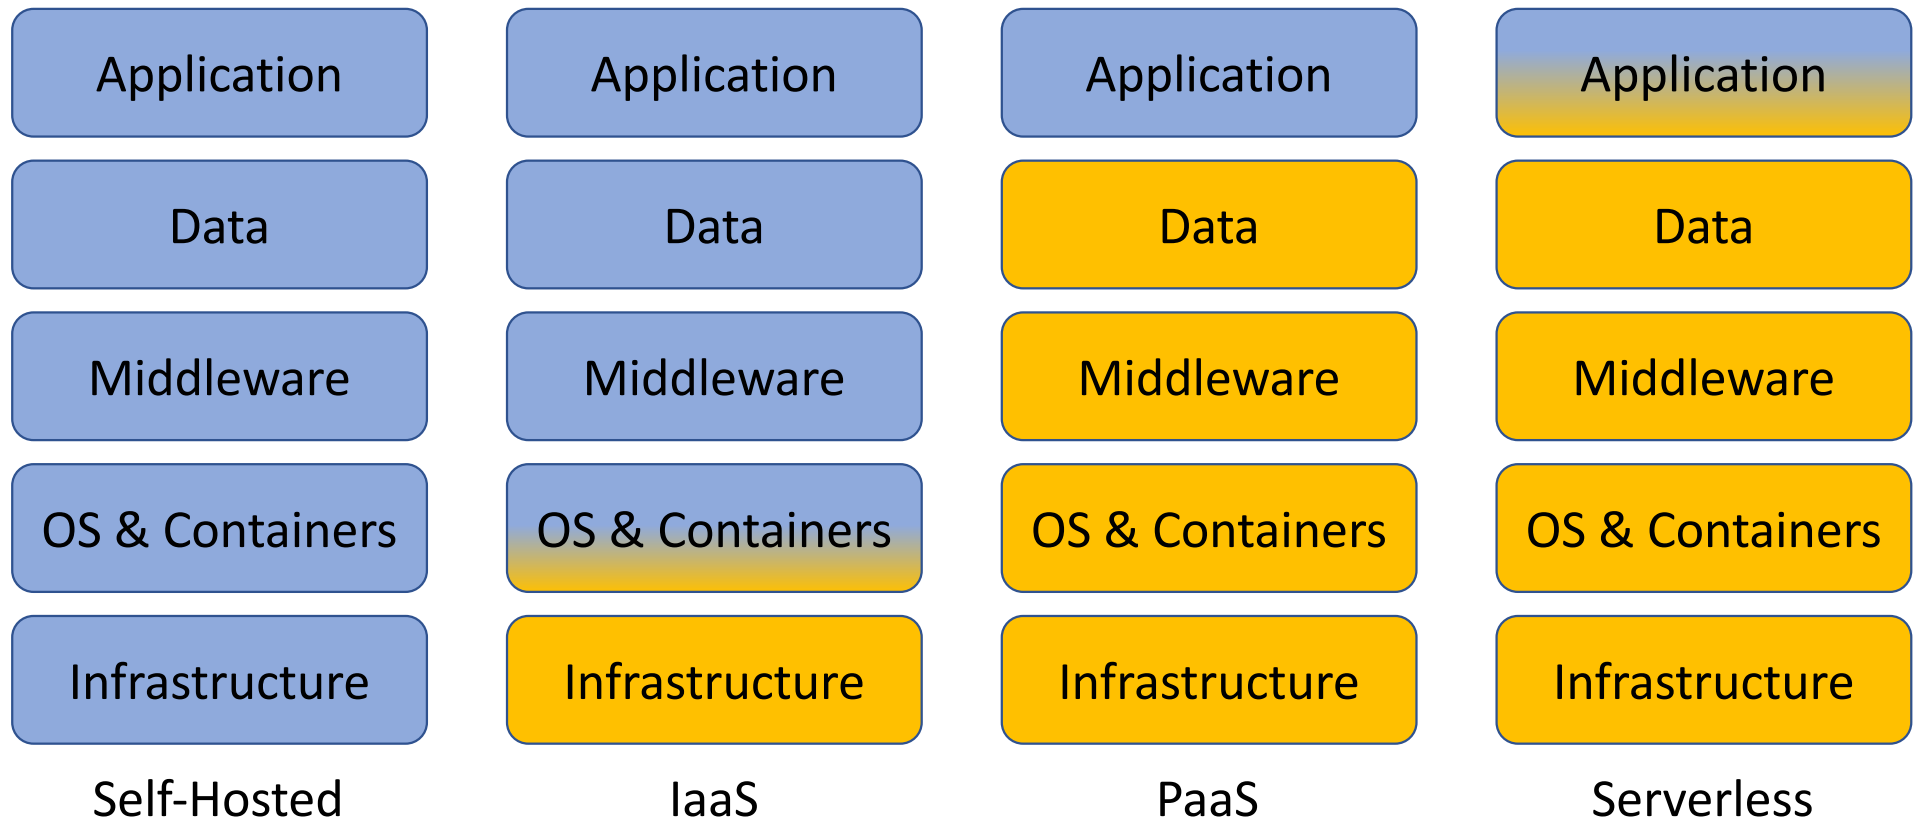 Application
Application
Application
Application
Data
Data
Data
Data
Middleware
Middleware
Middleware
Middleware
OS & Containers
OS & Containers
OS & Containers
OS & Containers
Infrastructure
Infrastructure
Infrastructure
Infrastructure
Self-Hosted
IaaS
PaaS
Serverless